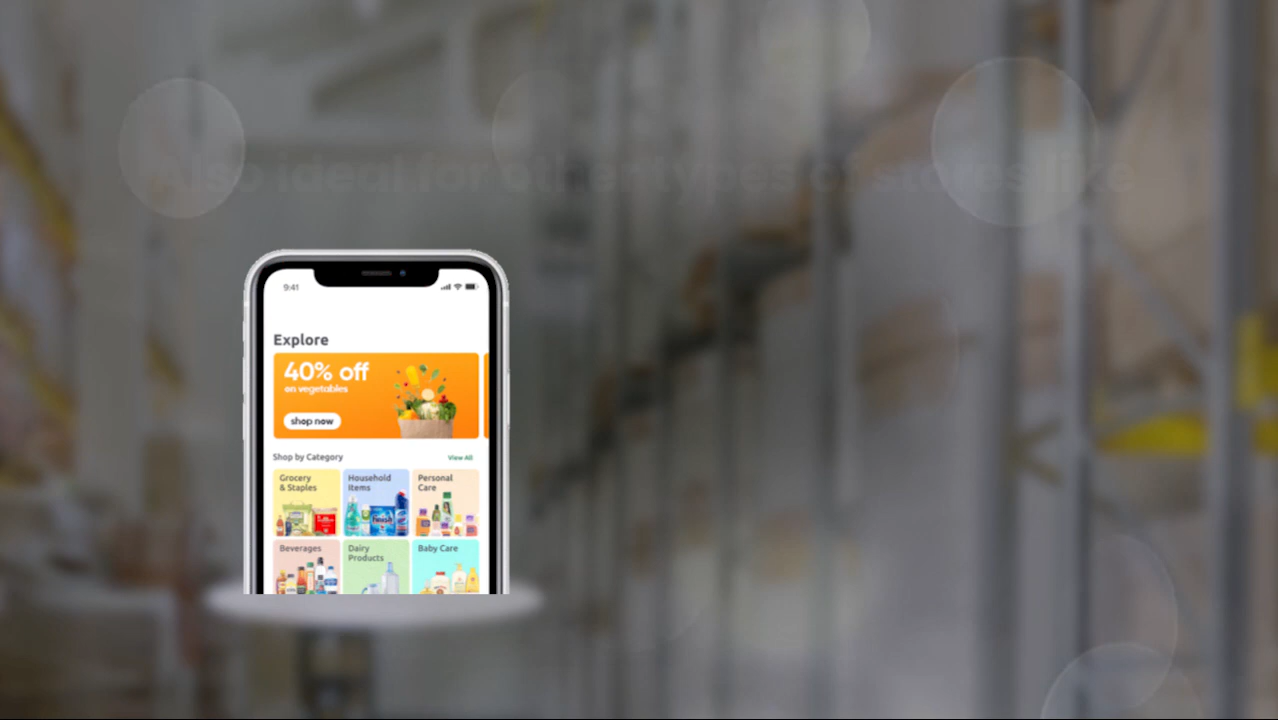 Also ideal for other types of stores like
9:41
Explore
40% off
on vegetables
shop now
Shop by Category
View All
Grocery
& Staples
Household
Items
Personal
Care
Finish
Beverages
Dairy
Products
Baby Care